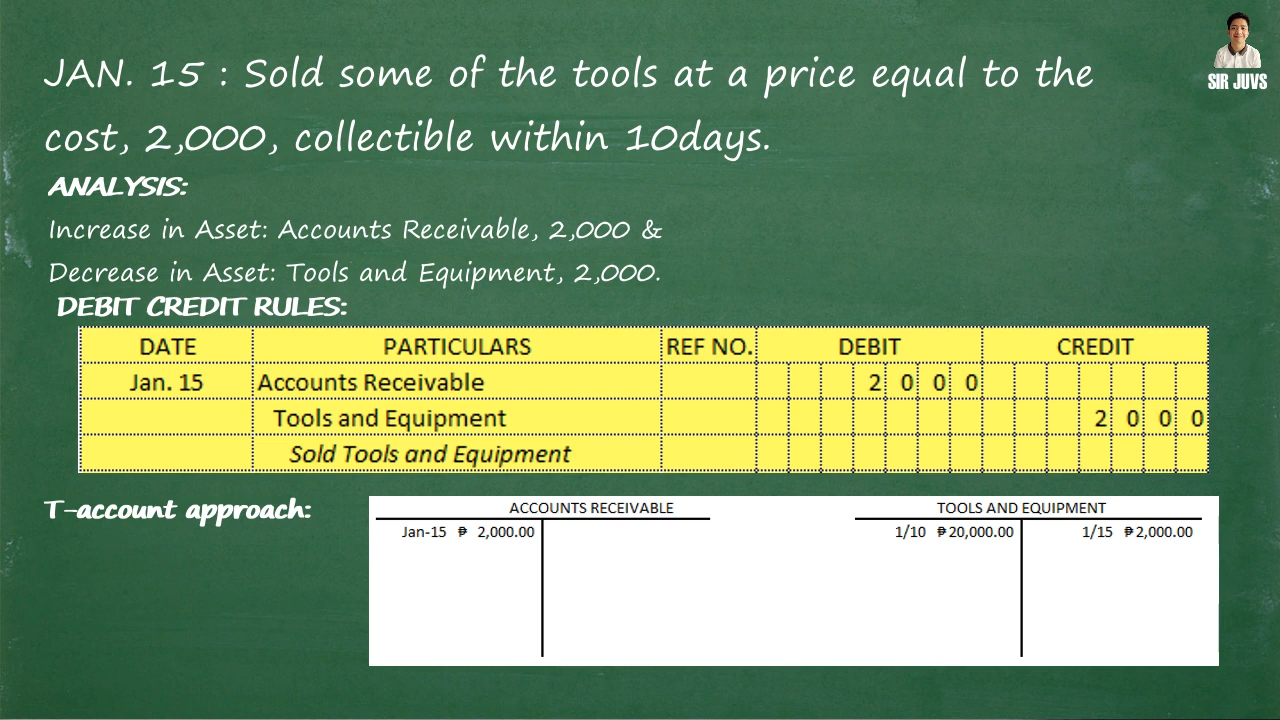 JAN. 15 : Sold some of the tools at a price equal to the
cost, 2,000, collectible within 10days.
SIR JUVS
ANALYSIS:
Increase in Asset: Accounts Receivable, 2,000 &
Decrease in Asset: Tools and Equipment, 2,000.
DEBIT CREDIT RULES:
DATE PARTICULARS REF NO. DEBIT CREDIT
Jan. 15 Accounts Receivable 2 0 0 0
Tools and Equipment 2 0 0 0
Sold Tools and Equipment
T-account approach:
ACCOUNTS RECEIVABLE TOOLS AND EQUIPMENT
Jan-15 ₱ 2,000.00 1/10 ₱20,000.00 1/15 ₱2,000.00